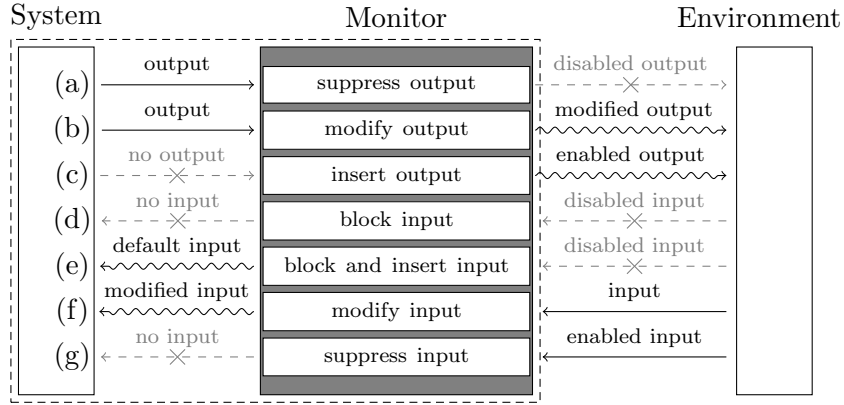 System Monitor Environment
(a) output suppress output disabled output
(b) output modify output modified output
(c) no output insert output enabled output
(d) no input block input disabled input
(e) default input block and insert input disabled input
(f) modified input modify input input
(g) no input suppress input enabled input